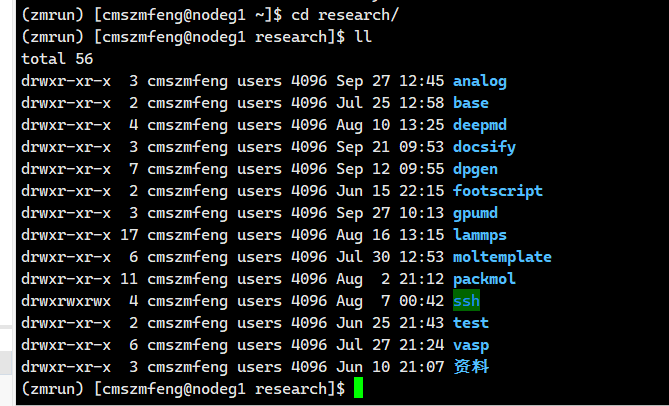 (zmrun) [cmszmfeng@nodeg1 ~]$ cd research/
(zmrun) [cmszmfeng@nodeg1 research]$ ll
total 56
drwxr-xr-x  3 cmszmfeng users 4096 Sep 27 12:45 analog
drwxr-xr-x  2 cmszmfeng users 4096 Jul 25 12:58 base
drwxr-xr-x  4 cmszmfeng users 4096 Aug 10 13:25 deepmd
drwxr-xr-x  3 cmszmfeng users 4096 Sep 21 09:53 docsify
drwxr-xr-x  7 cmszmfeng users 4096 Sep 12 09:55 dpgen
drwxr-xr-x  2 cmszmfeng users 4096 Jun 15 22:15 footscript
drwxr-xr-x  3 cmszmfeng users 4096 Sep 27 10:13 gpumd
drwxr-xr-x 17 cmszmfeng users 4096 Aug 16 13:15 lammps
drwxr-xr-x  6 cmszmfeng users 4096 Jul 30 12:53 moltemplate
drwxr-xr-x 11 cmszmfeng users 4096 Aug  2 21:12 packmol
drwxrwxrwx  4 cmszmfeng users 4096 Aug  7 00:42 ssh
drwxr-xr-x  2 cmszmfeng users 4096 Jun 25 21:43 test
drwxr-xr-x  6 cmszmfeng users 4096 Jul 27 21:24 vasp
drwxr-xr-x  3 cmszmfeng users 4096 Jun 10 21:07 资料
(zmrun) [cmszmfeng@nodeg1 research]$